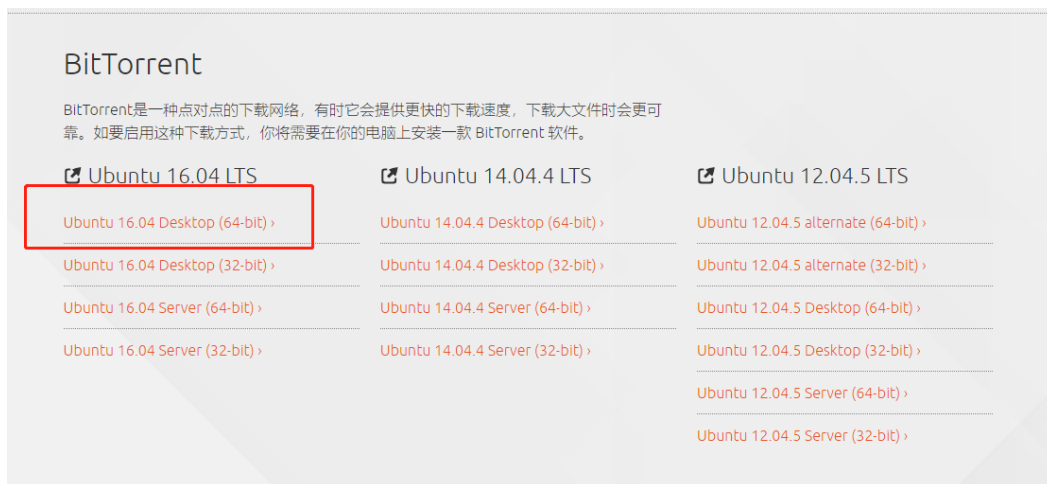 BitTorrent
BitTorrent是一种点对点的下载网络，有时它会提供更快的下载速度，下载大文件时会更可
靠。如要启用这种下载方式，你将需要在你的电脑上安装一款 BitTorrent 软件。
Ubuntu 16.04 LTS
Ubuntu 16.04 Desktop (64-bit) ›
Ubuntu 16.04 Desktop (32-bit) ›
Ubuntu 16.04 Server (64-bit) ›
Ubuntu 16.04 Server (32-bit) ›
Ubuntu 14.04.4 LTS
Ubuntu 14.04.4 Desktop (64-bit) ›
Ubuntu 14.04.4 Desktop (32-bit) ›
Ubuntu 14.04.4 Server (64-bit) ›
Ubuntu 14.04.4 Server (32-bit) ›
Ubuntu 12.04.5 LTS
Ubuntu 12.04.5 alternate (64-bit) ›
Ubuntu 12.04.5 alternate (32-bit) ›
Ubuntu 12.04.5 Desktop (64-bit) ›
Ubuntu 12.04.5 Desktop (32-bit) ›
Ubuntu 12.04.5 Server (64-bit) ›
Ubuntu 12.04.5 Server (32-bit) ›